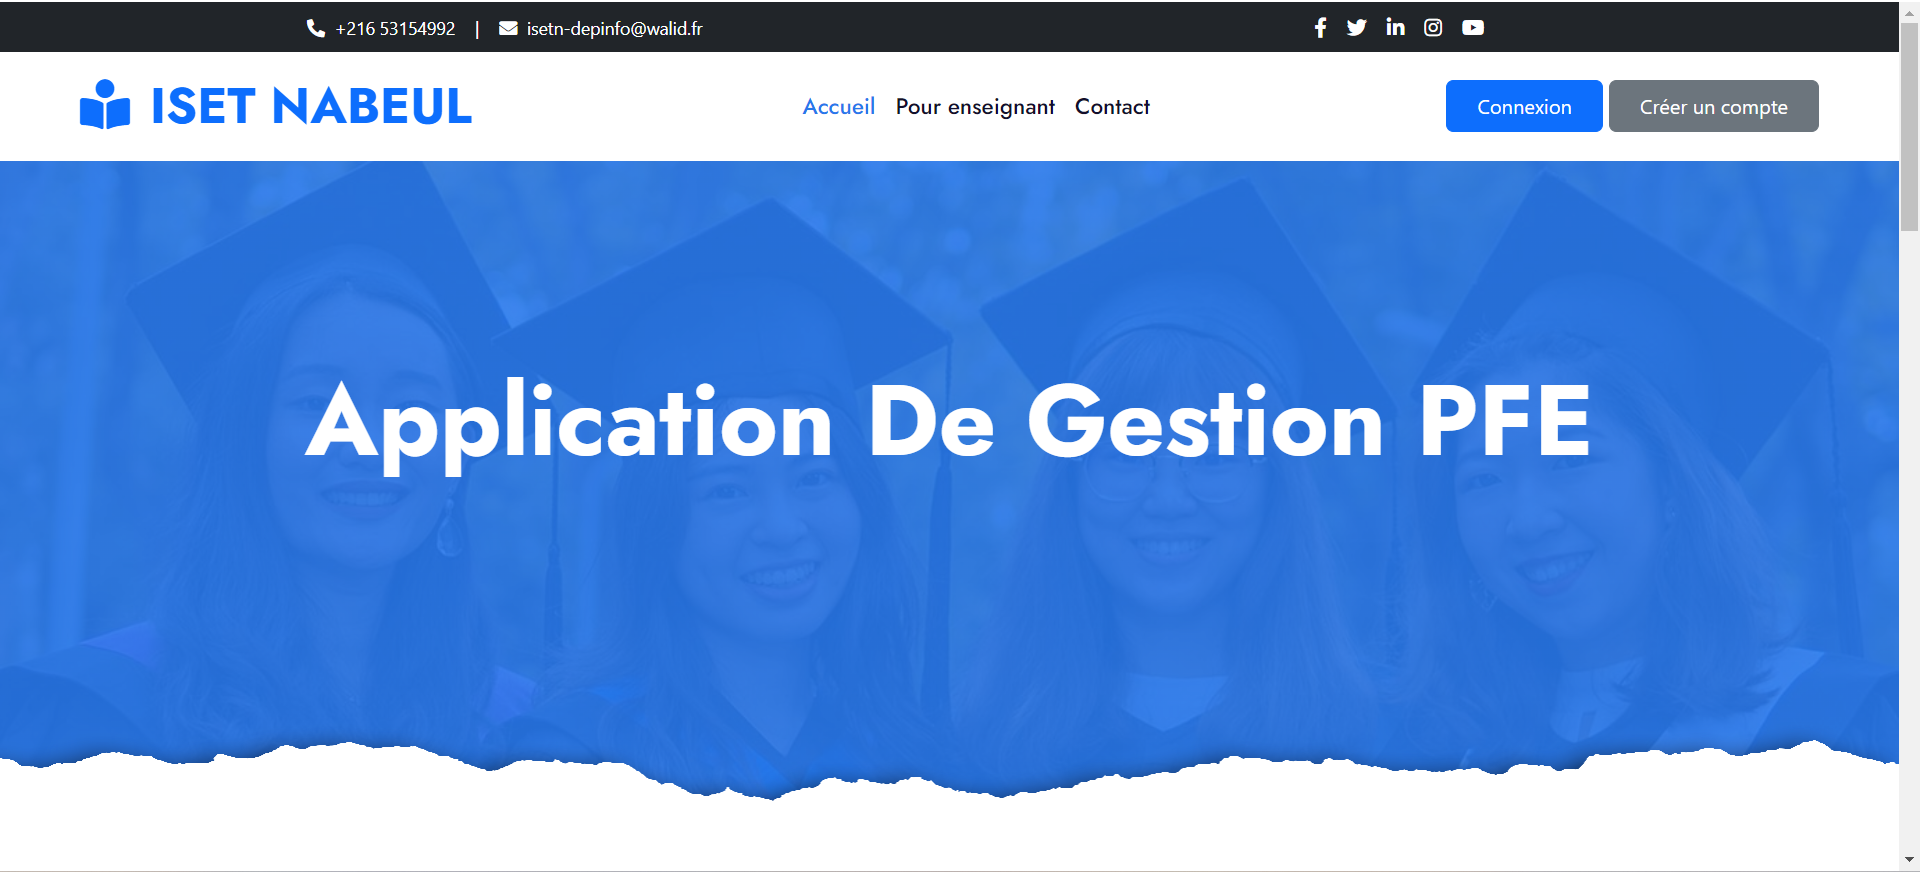 +216 53154992 | isetn-depinfo@walid.fr
ISET NABEUL
Accueil Pour enseignant Contact
Connexion Créer un compte
Application De Gestion PFE